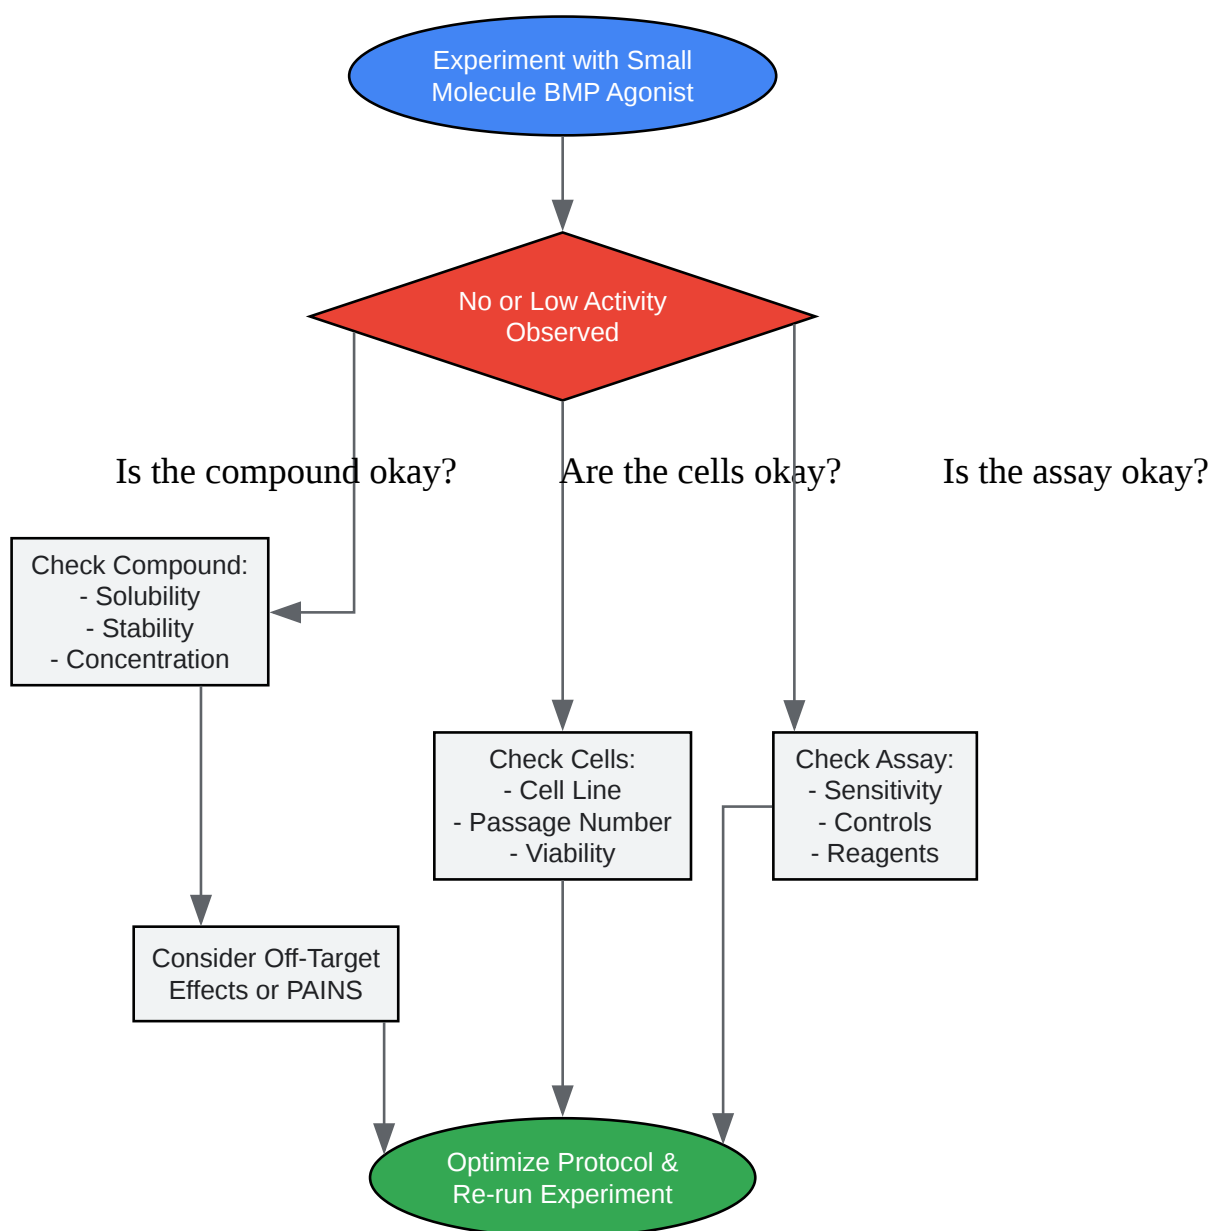 Experiment with Small
Molecule BMP Agonist
No or Low Activity
Observed
Is the compound okay?
Are the cells okay?
Is the assay okay?
Check Compound:
- Solubility
- Stability
- Concentration
Check Cells:
- Cell Line
- Passage Number
- Viability
Check Assay:
- Sensitivity
- Controls
- Reagents
Consider Off-Target
Effects or PAINS
Optimize Protocol &
Re-run Experiment